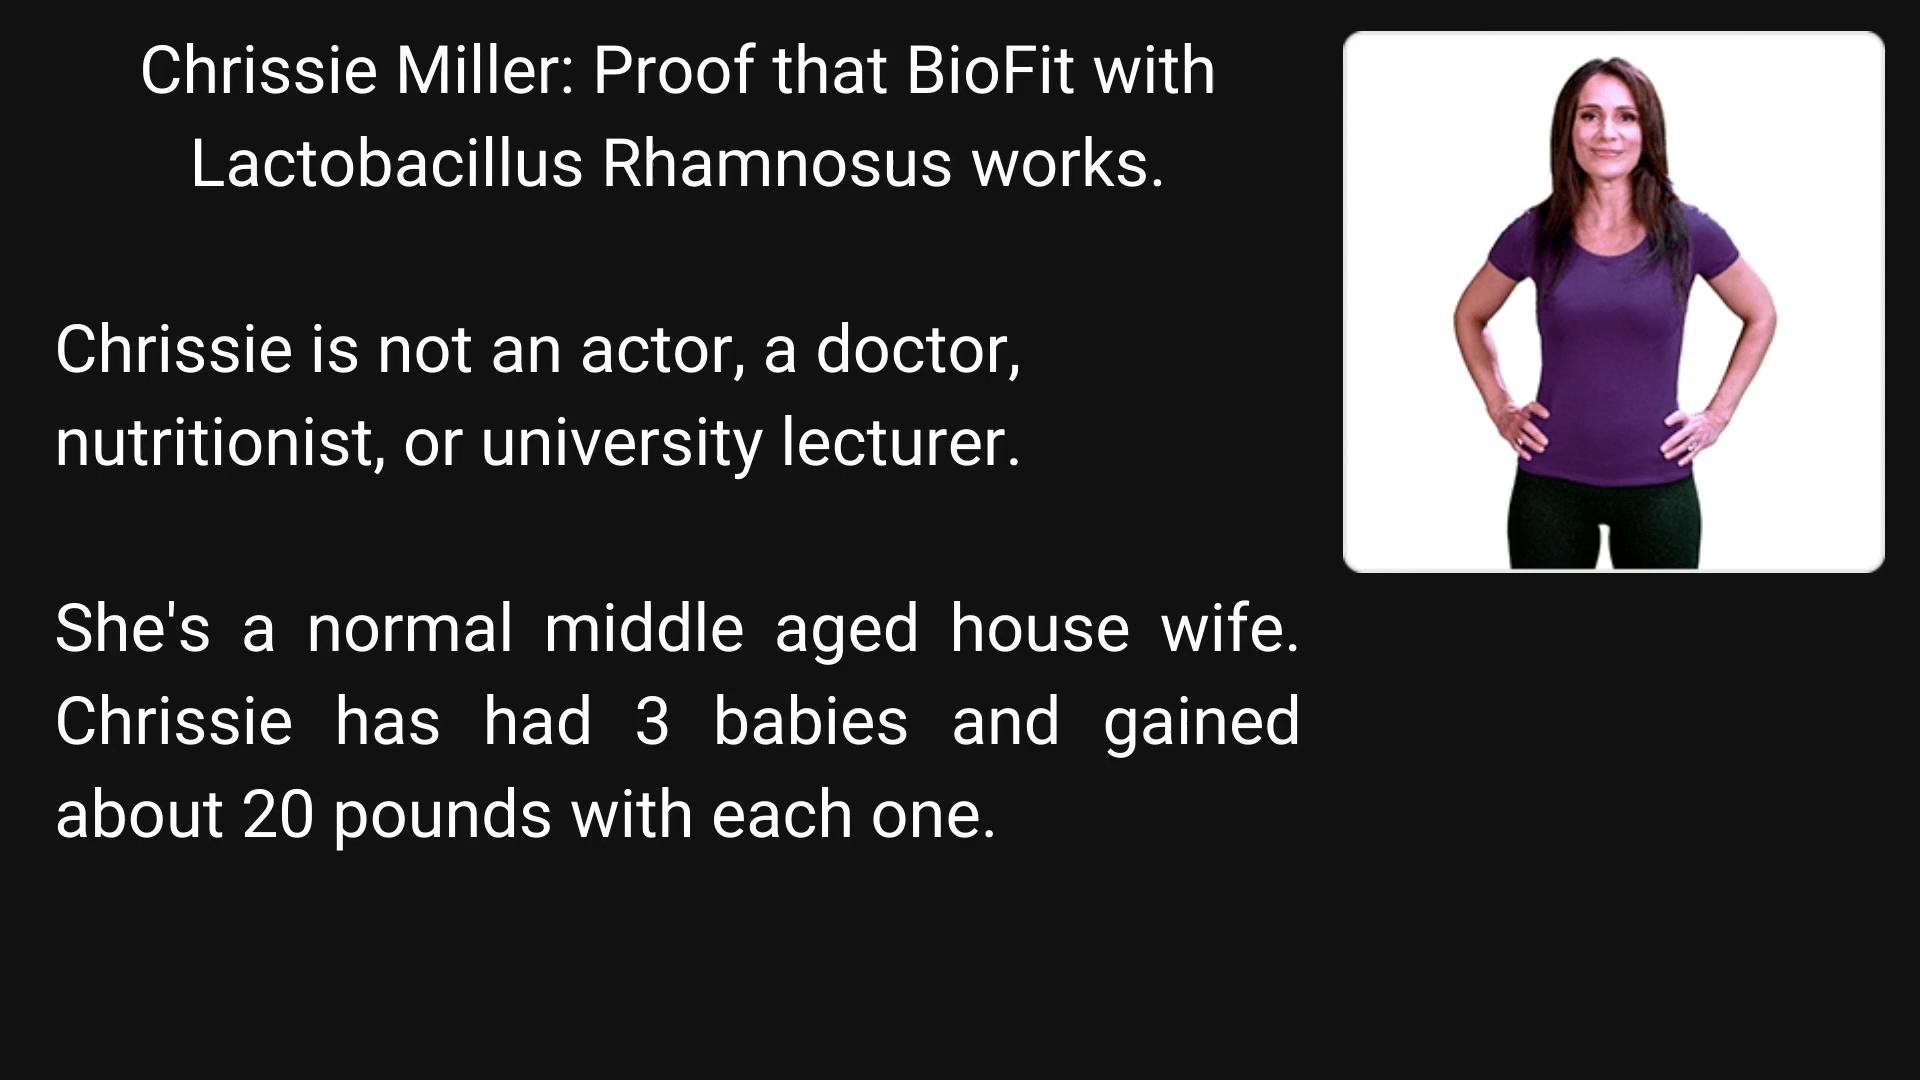 Chrissie Miller: Proof that BioFit with
Lactobacillus Rhamnosus works.
Chrissie is not an actor, a doctor,
nutritionist, or university lecturer.
She's a normal middle aged house wife.
Chrissie has had 3 babies and gained
about 20 pounds with each one.